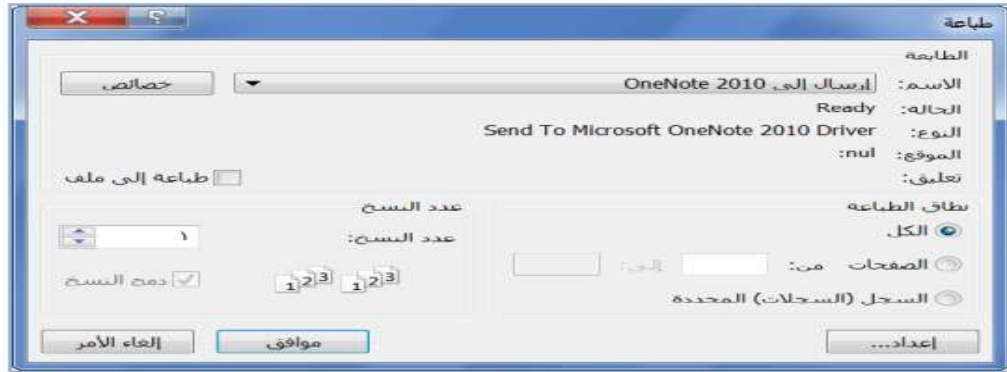 طباعة
الطابعة
الاسم: إرسال إلى OneNote 2010 خصائص
الحالة: Ready
النوع: Send To Microsoft OneNote 2010 Driver
الموقع: nul:
تعليق: طباعة إلى ملف
نطاق الطباعة
الكل
الصفحات من: إلى:
السجل (السجلات) المحددة
عدد النسخ
عدد النسخ: ١
1 2 3 1 2 3 دمج النسخ
إعداد... موافق إلغاء الأمر